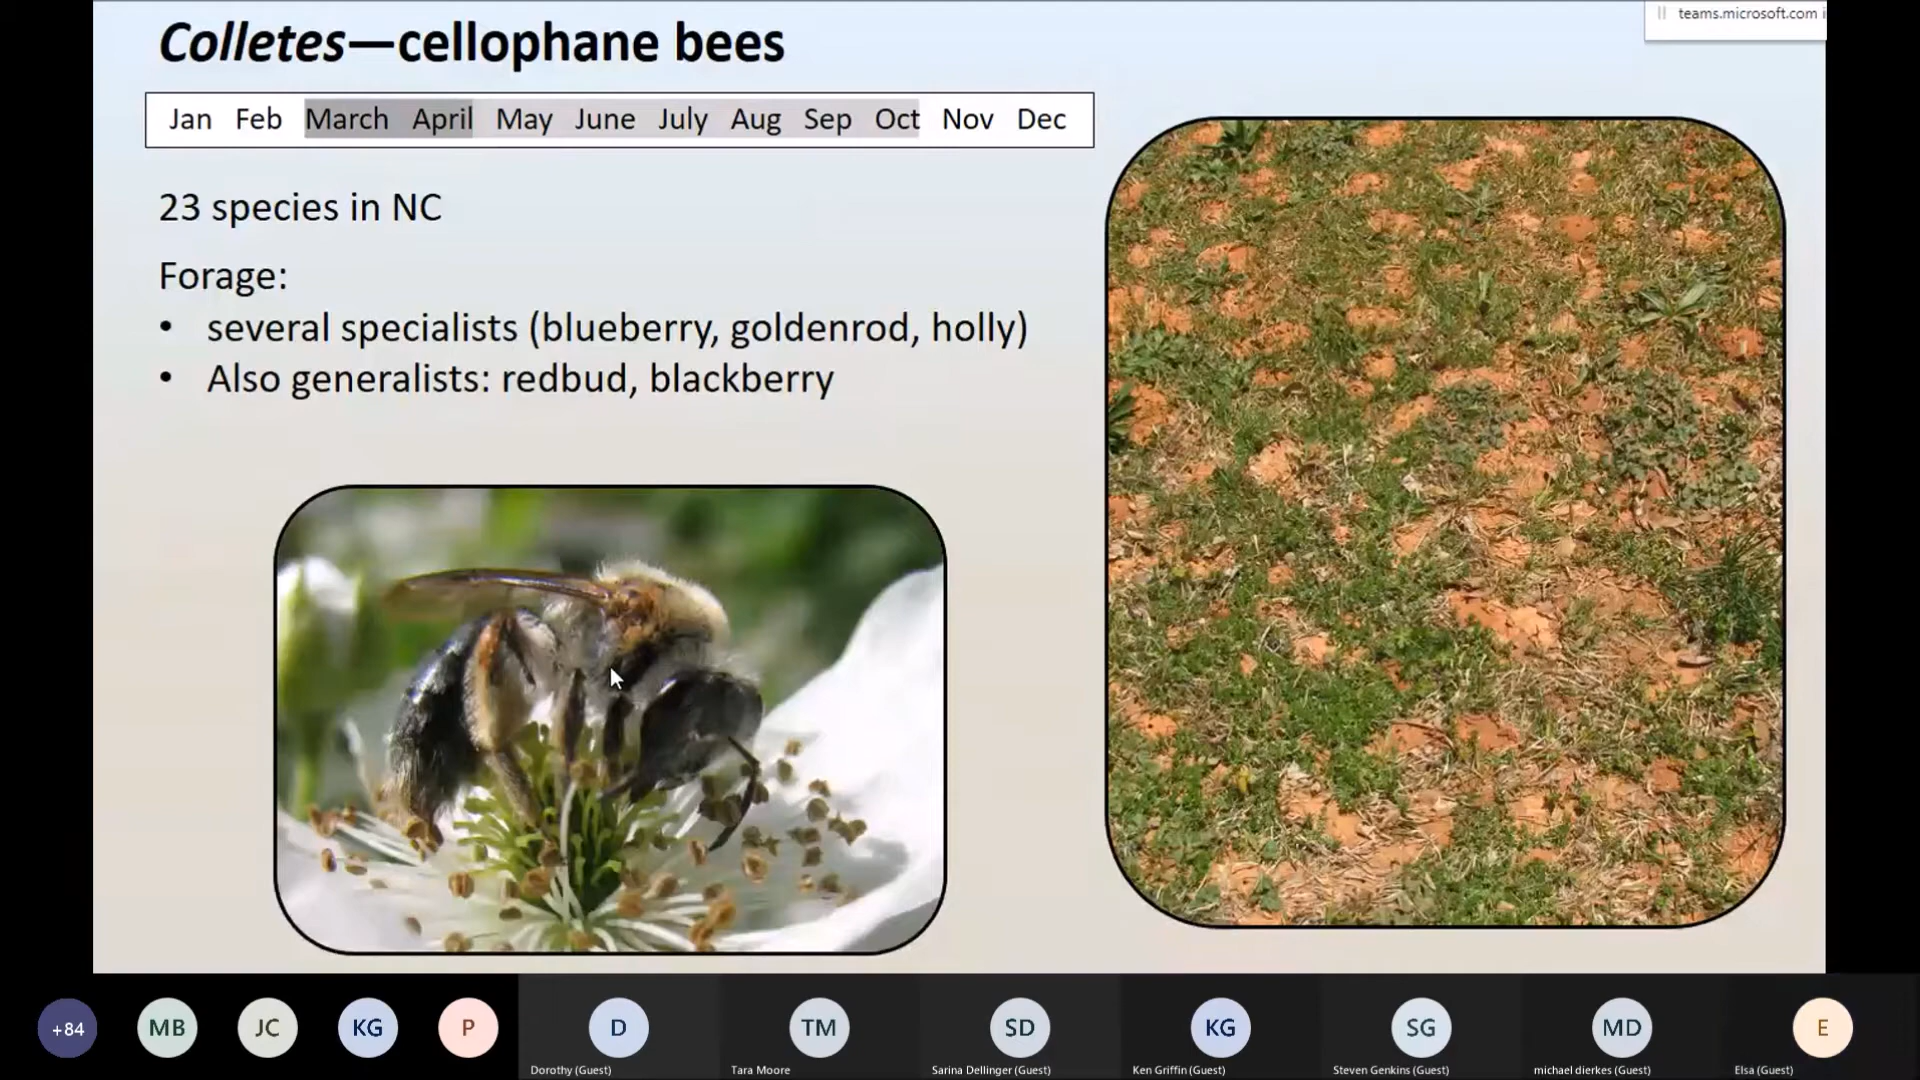 teams.microsoft.com i
Colletes—cellophane bees
Jan Feb March April May June July Aug Sep Oct Nov Dec
23 species in NC
Forage:
• several specialists (blueberry, goldenrod, holly)
• Also generalists: redbud, blackberry
+84 MB JC KG P D TM SD KG SG MD E
Dorothy (Guest) Tara Moore Sarina Dellinger (Guest) Ken Griffin (Guest) Steven Genkins (Guest) michael dierkes (Guest) Elsa (Guest)